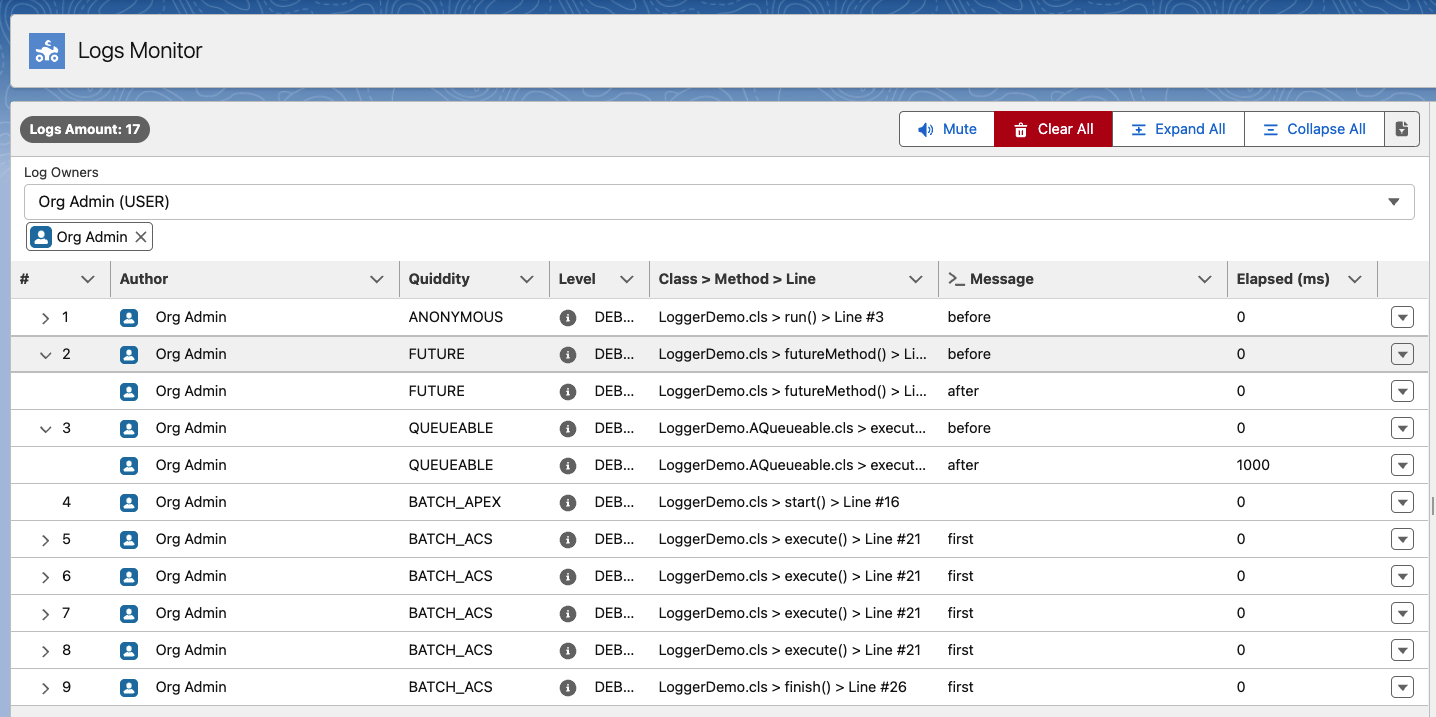 Logs Monitor
Logs Amount: 17 Mute Clear All Expand All Collapse All
Log Owners
Org Admin (USER)
Org Admin
# Author Quiddity Level Class > Method > Line >_ Message Elapsed (ms)
1 Org Admin ANONYMOUS DEB... LoggerDemo.cls > run() > Line #3 before 0
2 Org Admin FUTURE DEB... LoggerDemo.cls > futureMethod() > Li... before 0
Org Admin FUTURE DEB... LoggerDemo.cls > futureMethod() > Li... after 0
3 Org Admin QUEUEABLE DEB... LoggerDemo.AQueueable.cls > execut... before 0
Org Admin QUEUEABLE DEB... LoggerDemo.AQueueable.cls > execut... after 1000
4 Org Admin BATCH_APEX DEB... LoggerDemo.cls > start() > Line #16 0
5 Org Admin BATCH_ACS DEB... LoggerDemo.cls > execute() > Line #21 first 0
6 Org Admin BATCH_ACS DEB... LoggerDemo.cls > execute() > Line #21 first 0
7 Org Admin BATCH_ACS DEB... LoggerDemo.cls > execute() > Line #21 first 0
8 Org Admin BATCH_ACS DEB... LoggerDemo.cls > execute() > Line #21 first 0
9 Org Admin BATCH_ACS DEB... LoggerDemo.cls > finish() > Line #26 first 0